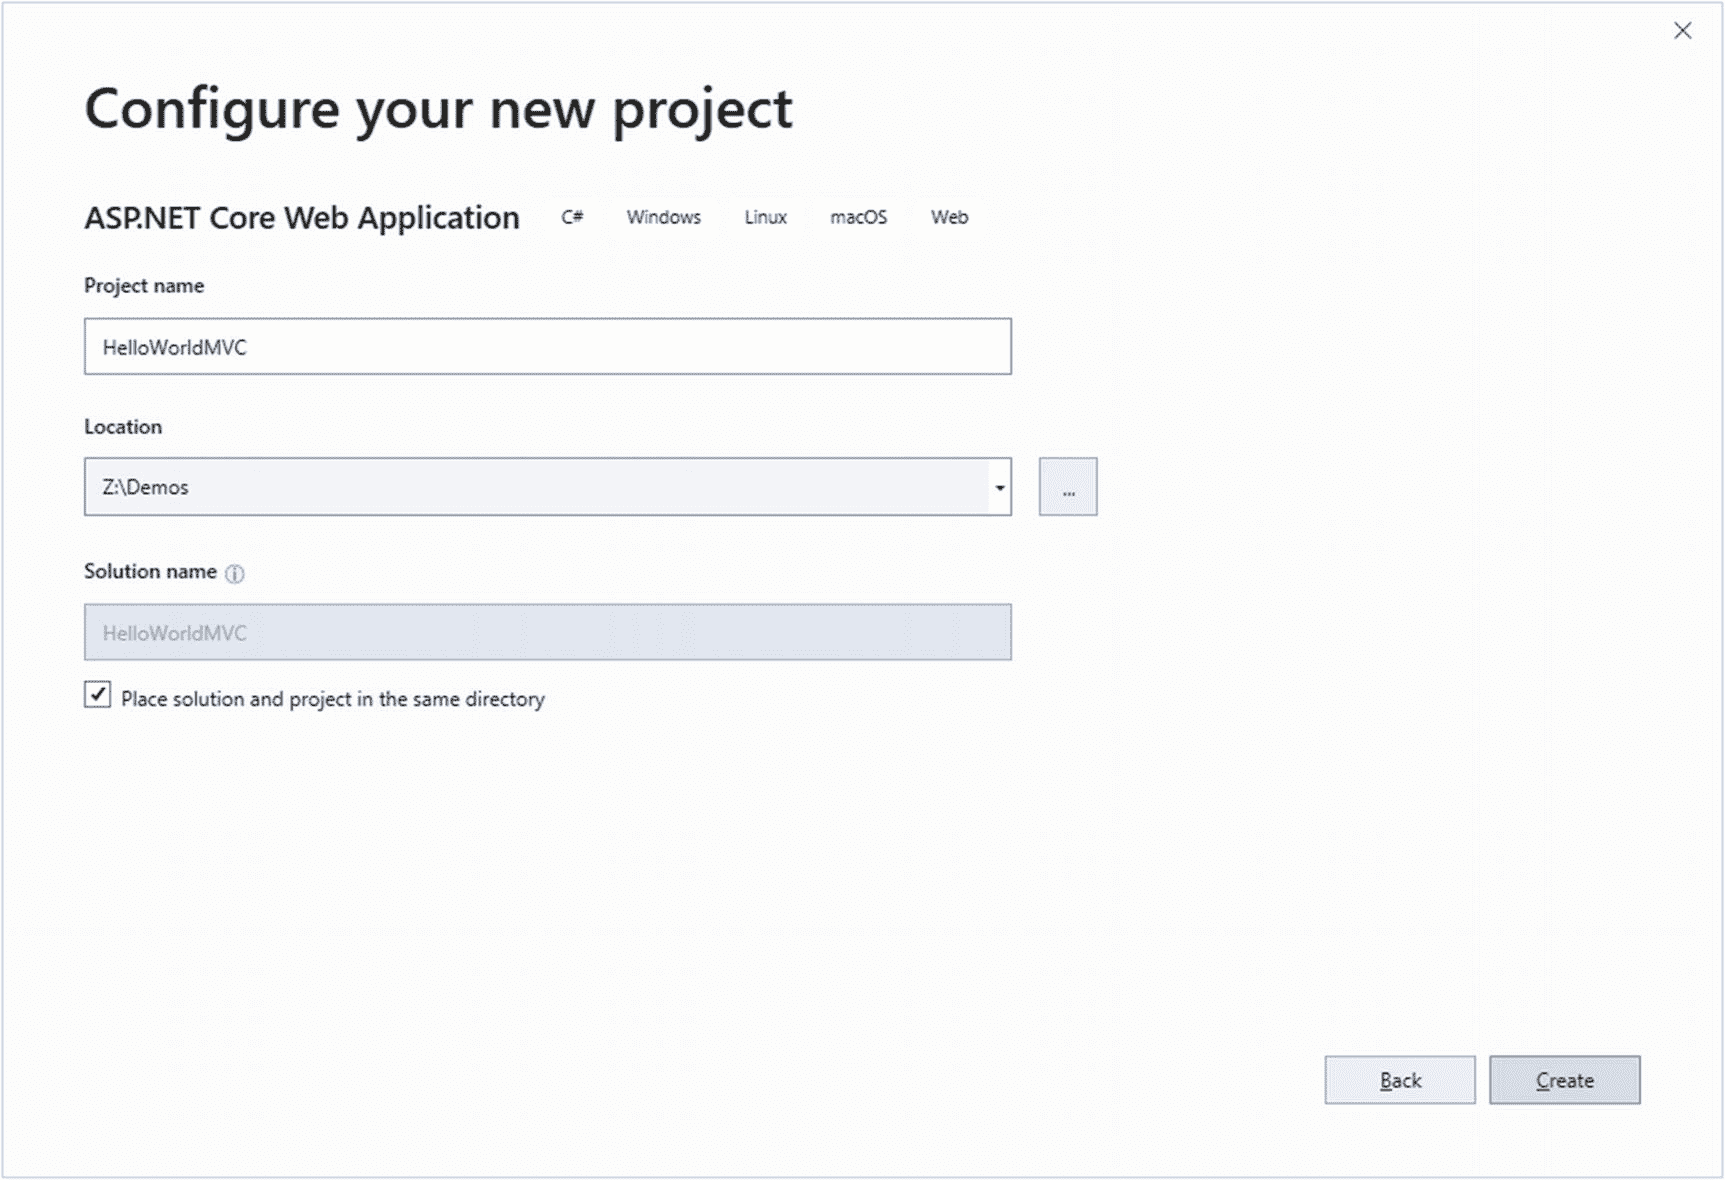 Configure your new project
ASP.NET Core Web Application C# Windows Linux macOS Web
Project name
HelloWorldMVC
Location
Z:\Demos
...
Solution name
HelloWorldMVC
Place solution and project in the same directory
Back Create